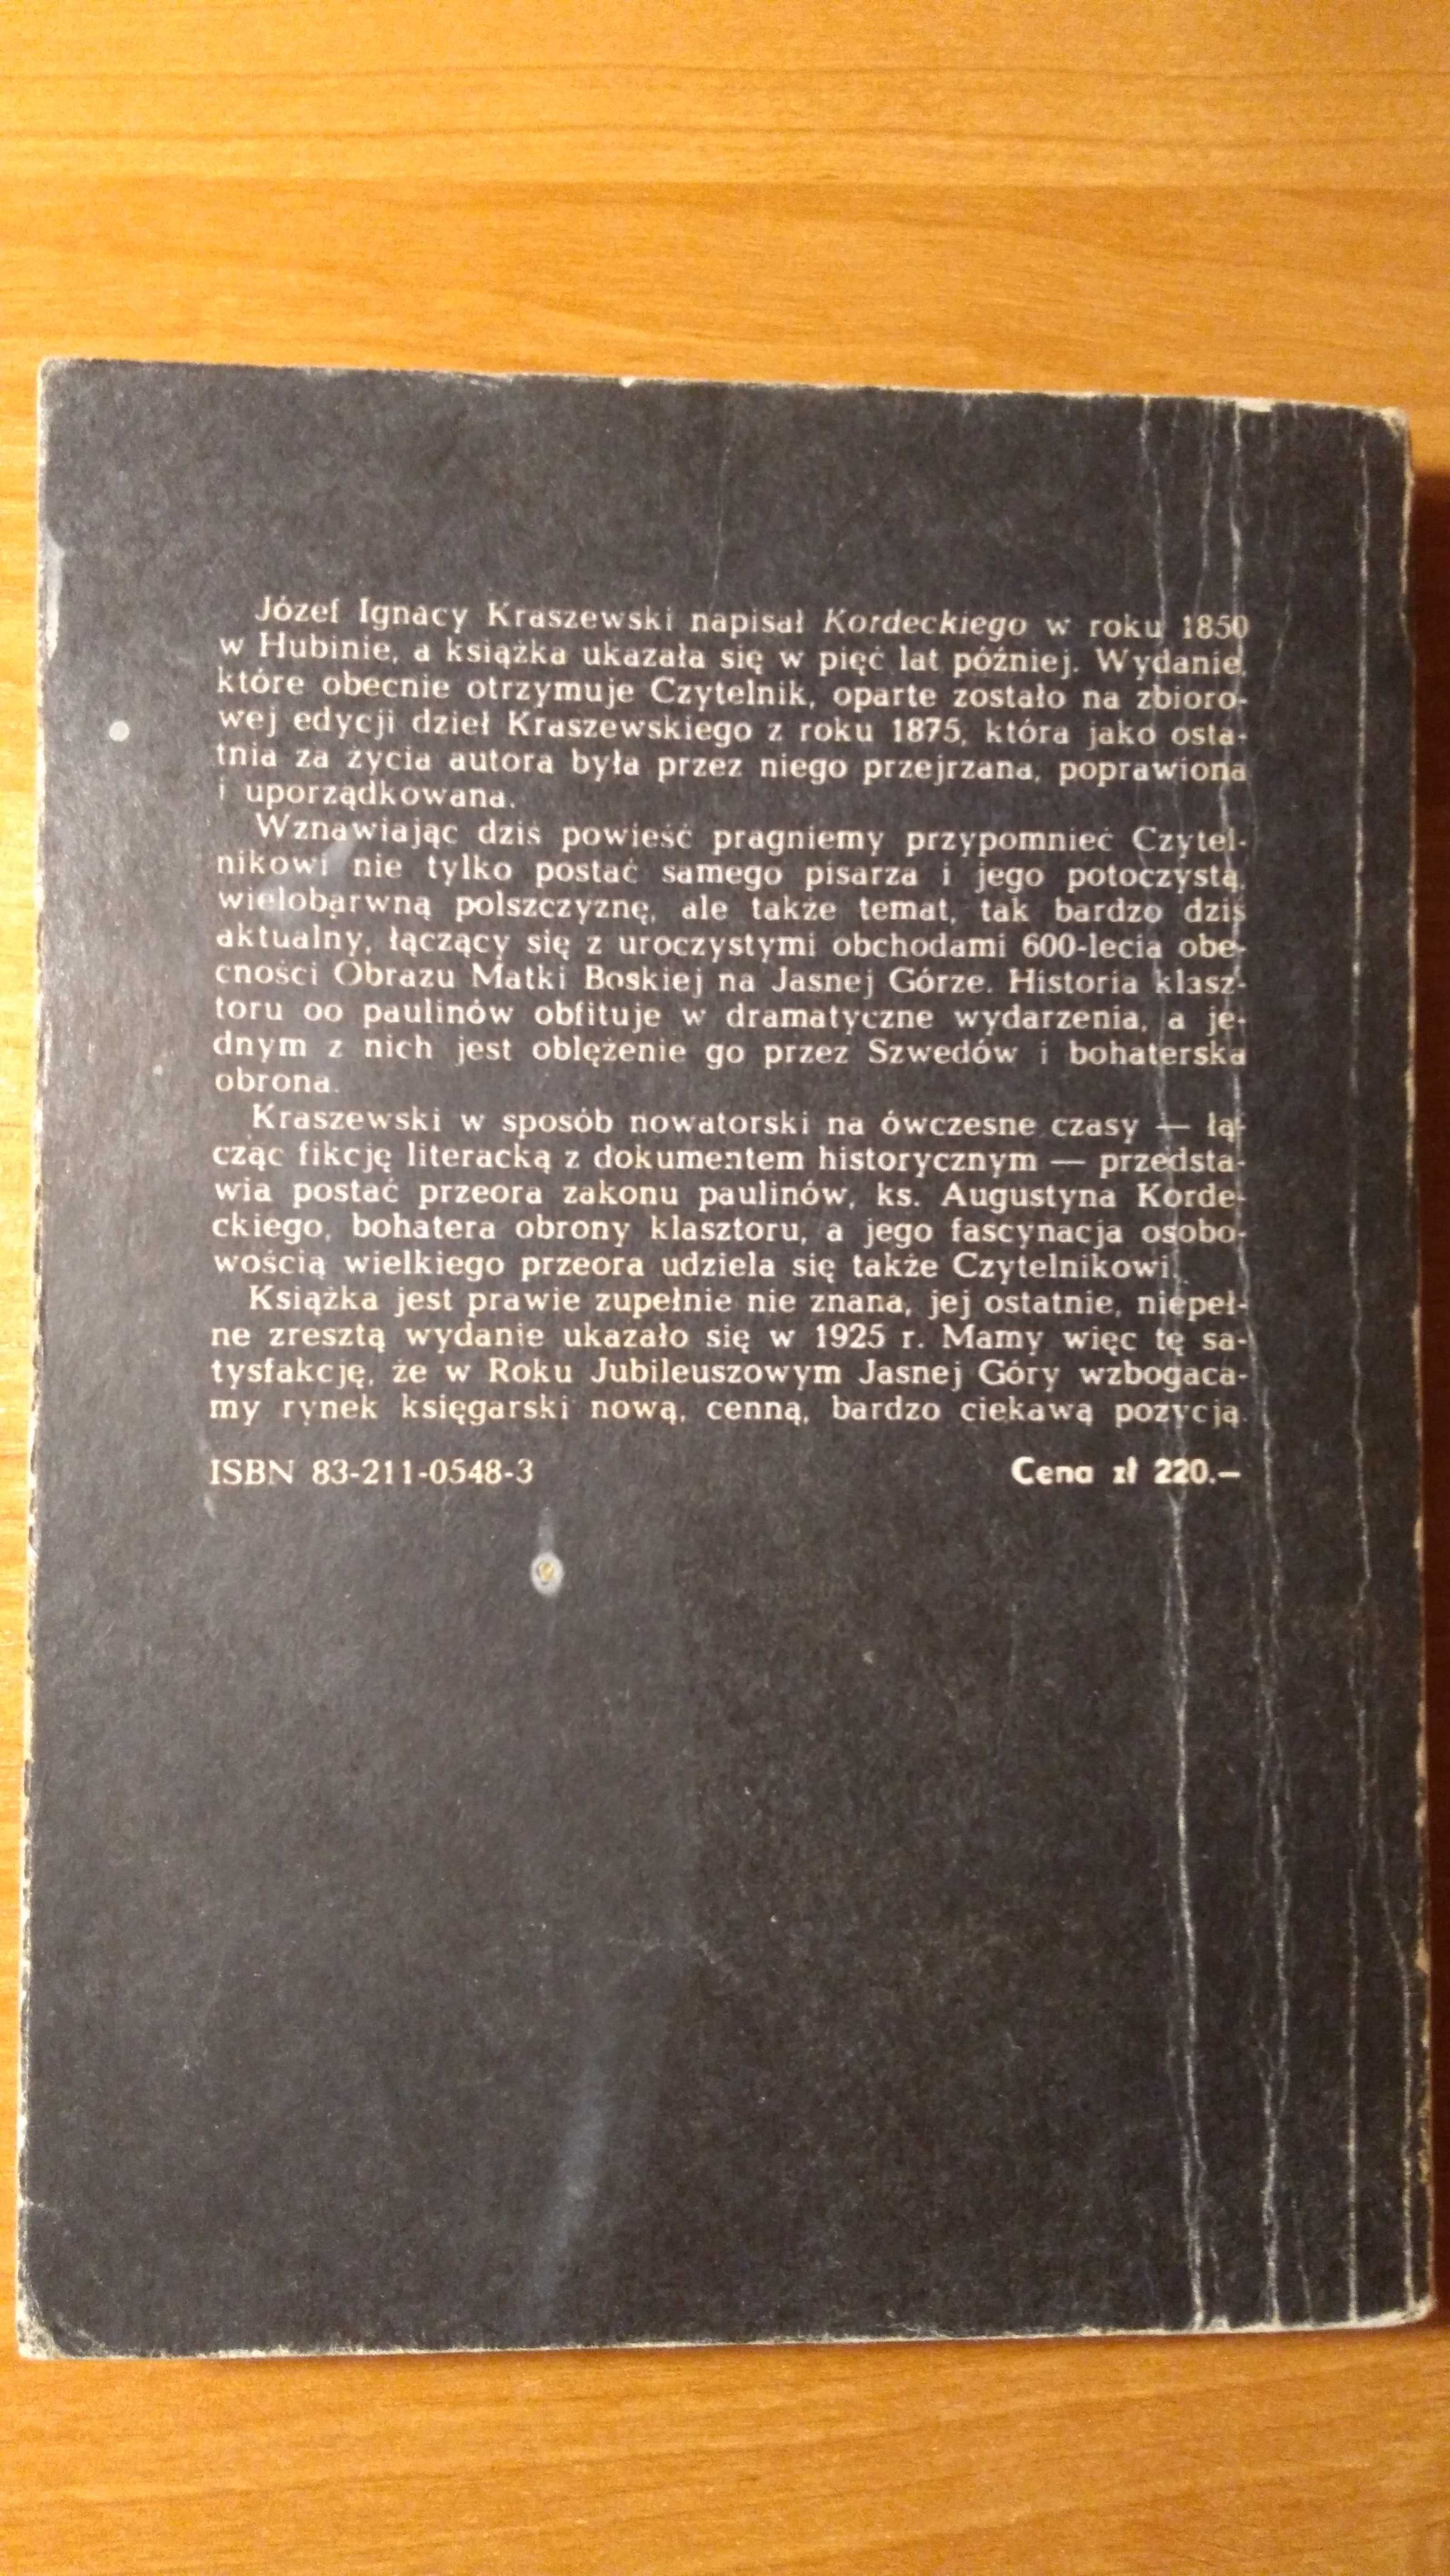 Józef Ignacy Kraszewski napisał Kordeckiego w roku 1850
w Hubinie, a książka ukazała się w pięć lat później. Wydanie,
które obecnie otrzymuje Czytelnik, oparte zostało na zbioro-
wej edycji dzieł Kraszewskiego z roku 1875, która jako osta-
tnia za życia autora była przez niego przejrzana, poprawiona
i uporządkowana.
Wznawiając dziś powieść pragniemy przypomnieć Czytel-
nikowi nie tylko postać samego pisarza i jego potoczystą,
wielobarwną polszczyznę, ale także temat, tak bardzo dziś
aktualny, łączący się z uroczystymi obchodami 600-lecia obe-
cności Obrazu Matki Boskiej na Jasnej Górze. Historia klasz-
toru oo paulinów obfituje w dramatyczne wydarzenia, a je-
dnym z nich jest oblężenie go przez Szwedów i bohaterska
obrona.
Kraszewski w sposób nowatorski na ówczesne czasy — łą-
cząc fikcję literacką z dokumentem historycznym — przedsta-
wia postać przeora zakonu paulinów, ks. Augustyna Korde-
ckiego, bohatera obrony klasztoru, a jego fascynacja osobo-
wością wielkiego przeora udziela się także Czytelnikowi.
Książka jest prawie zupełnie nie znana, jej ostatnie, niepeł-
ne zresztą wydanie ukazało się w 1925 r. Mamy więc tę sa-
tysfakcję, że w Roku Jubileuszowym Jasnej Góry wzbogaca-
my rynek księgarski nową, cenną, bardzo ciekawą pozycją.
ISBN 83-211-0548-3 Cena zł 220.—